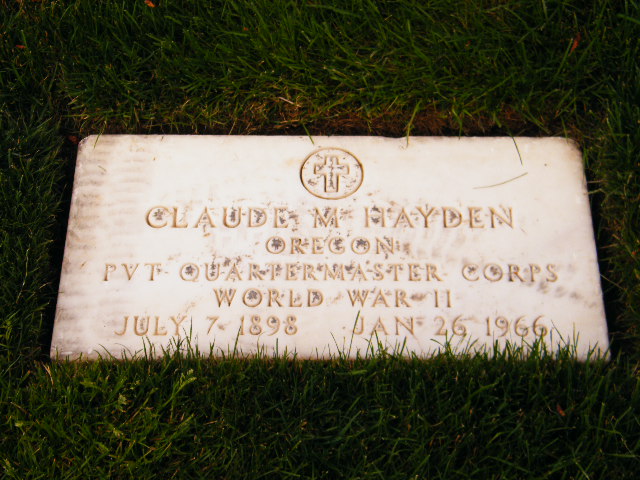 CLAUDE M HAYDEN
OREGON
PVT QUARTERMASTER CORPS
WORLD WAR II
JULY 7 1898 JAN 26 1966